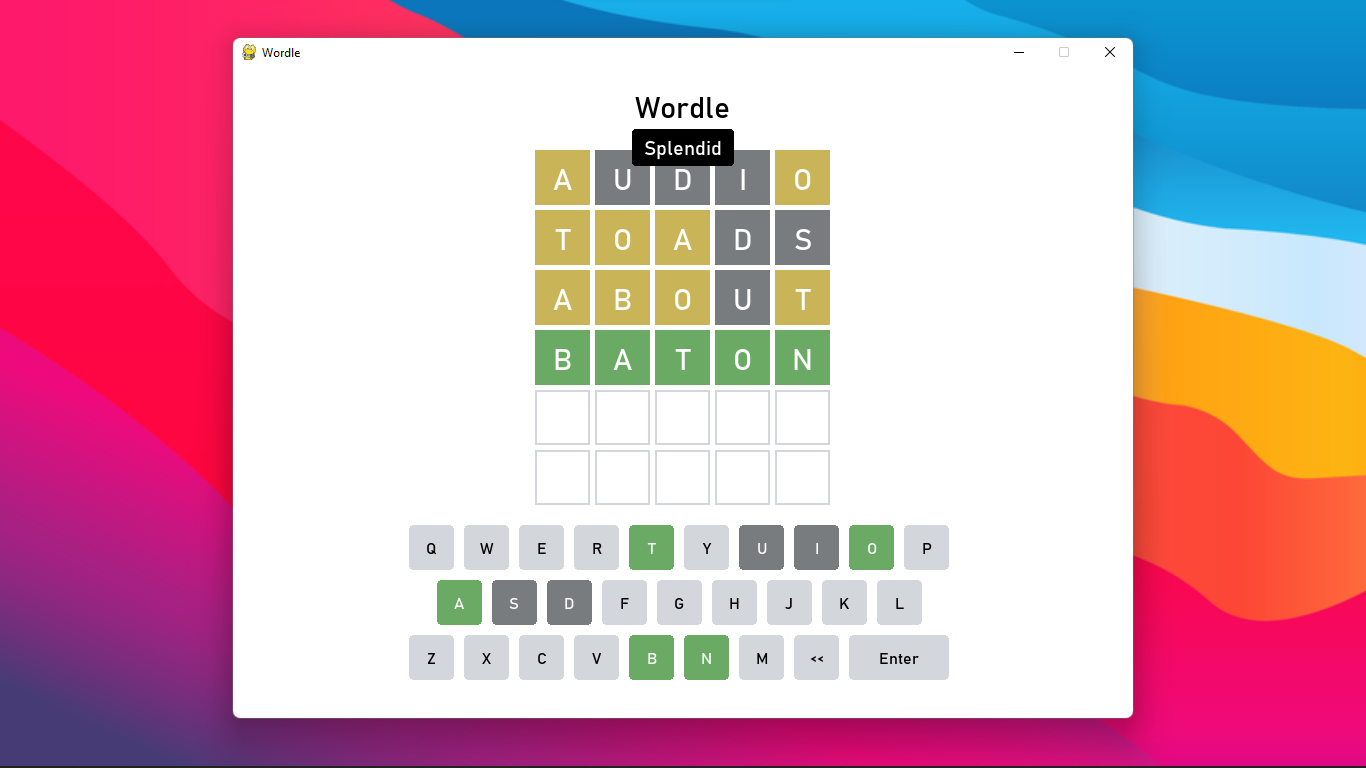 Wordle
Wordle
Splendid
A U D I O
T O A D S
A B O U T
B A T O N
Q W E R T Y U I O P
A S D F G H J K L
Z X C V B N M << Enter